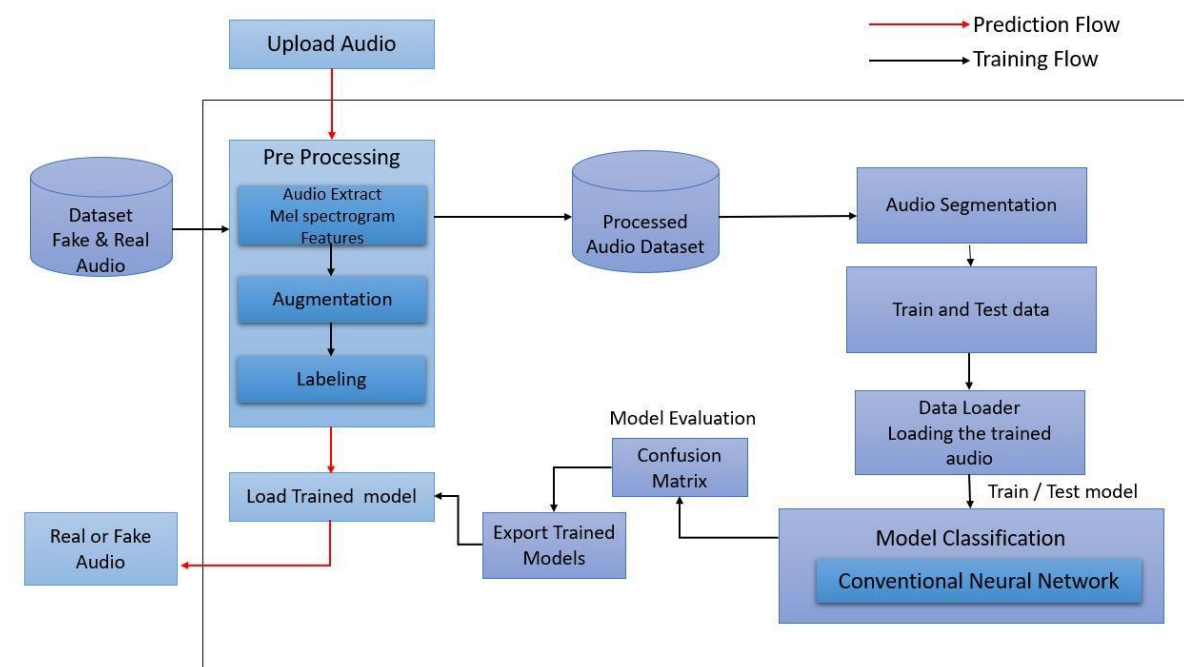 Upload Audio
Prediction Flow
Training Flow
Pre Processing
Audio Extract
Mel spectrogram
Features
Augmentation
Labeling
Dataset
Fake & Real
Audio
Processed
Audio Dataset
Audio Segmentation
Train and Test data
Data Loader
Loading the trained
audio
Train / Test model
Model Classification
Conventional Neural Network
Model Evaluation
Confusion
Matrix
Export Trained
Models
Load Trained model
Real or Fake
Audio